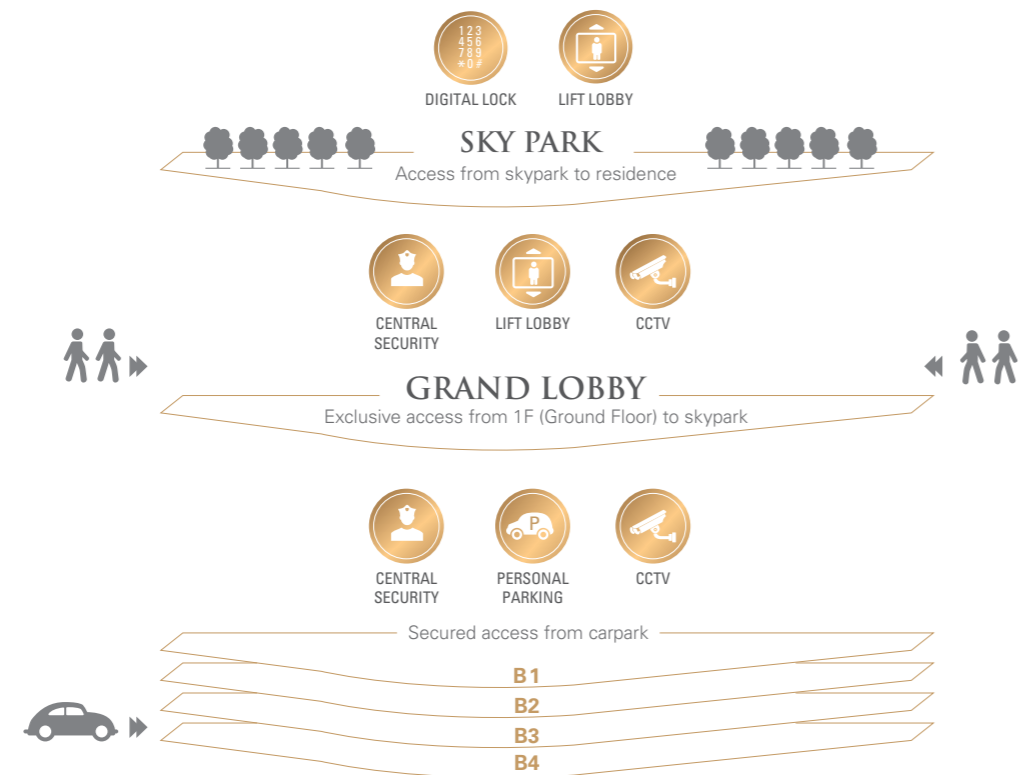 1 2 3
4 5 6
7 8 9
* 0 #
DIGITAL LOCK
LIFT LOBBY
SKY PARK
Access from skypark to residence
CENTRAL
SECURITY
LIFT LOBBY
CCTV
GRAND LOBBY
Exclusive access from 1F (Ground Floor) to skypark
P
CENTRAL
SECURITY
PERSONAL
PARKING
CCTV
Secured access from carpark
B1
B2
B3
B4